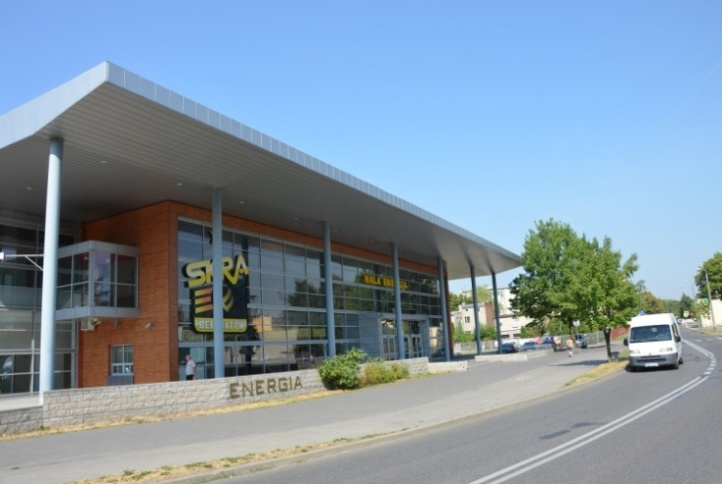 SKRA
BEŁCHATÓW
HALA ENERGIA
ENERGIA